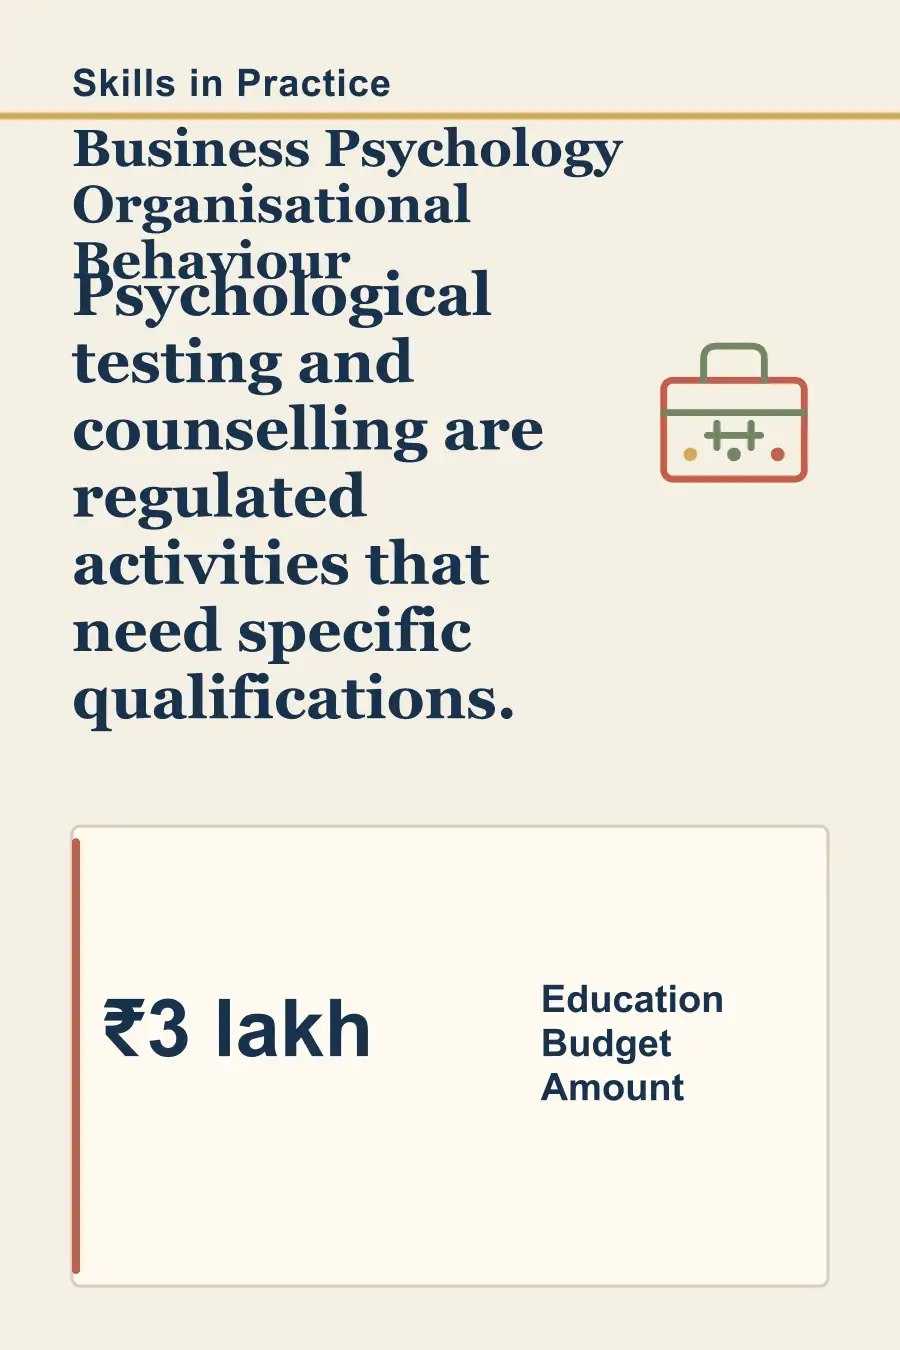 Skills in Practice
Business Psychology
Organisational
Behaviour
Psychological
testing and
counselling are
regulated
activities that
need specific
qualifications.
₹3 lakh
Education
Budget
Amount